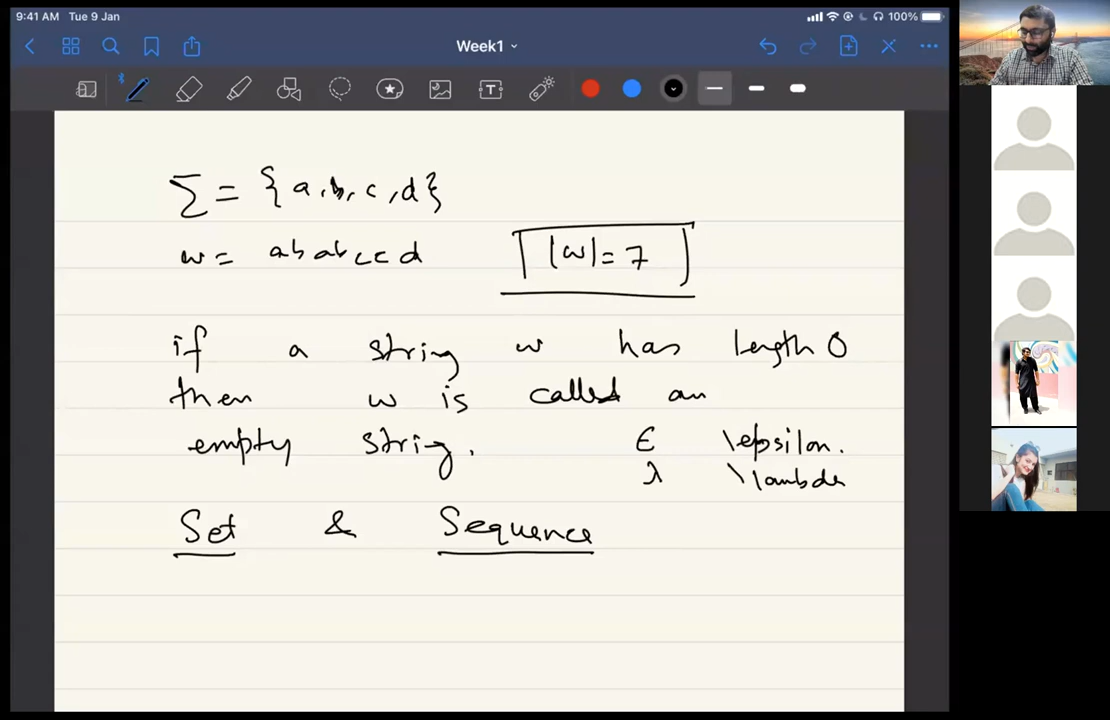 9:41 AM Tue 9 Jan
100%
Week1
Σ = {a, b, c, d}
w = ababccd
|w| = 7
if a string w has length 0
then w is called an
empty string. ϵ \epsilon.
λ \lambda
Set & Sequence